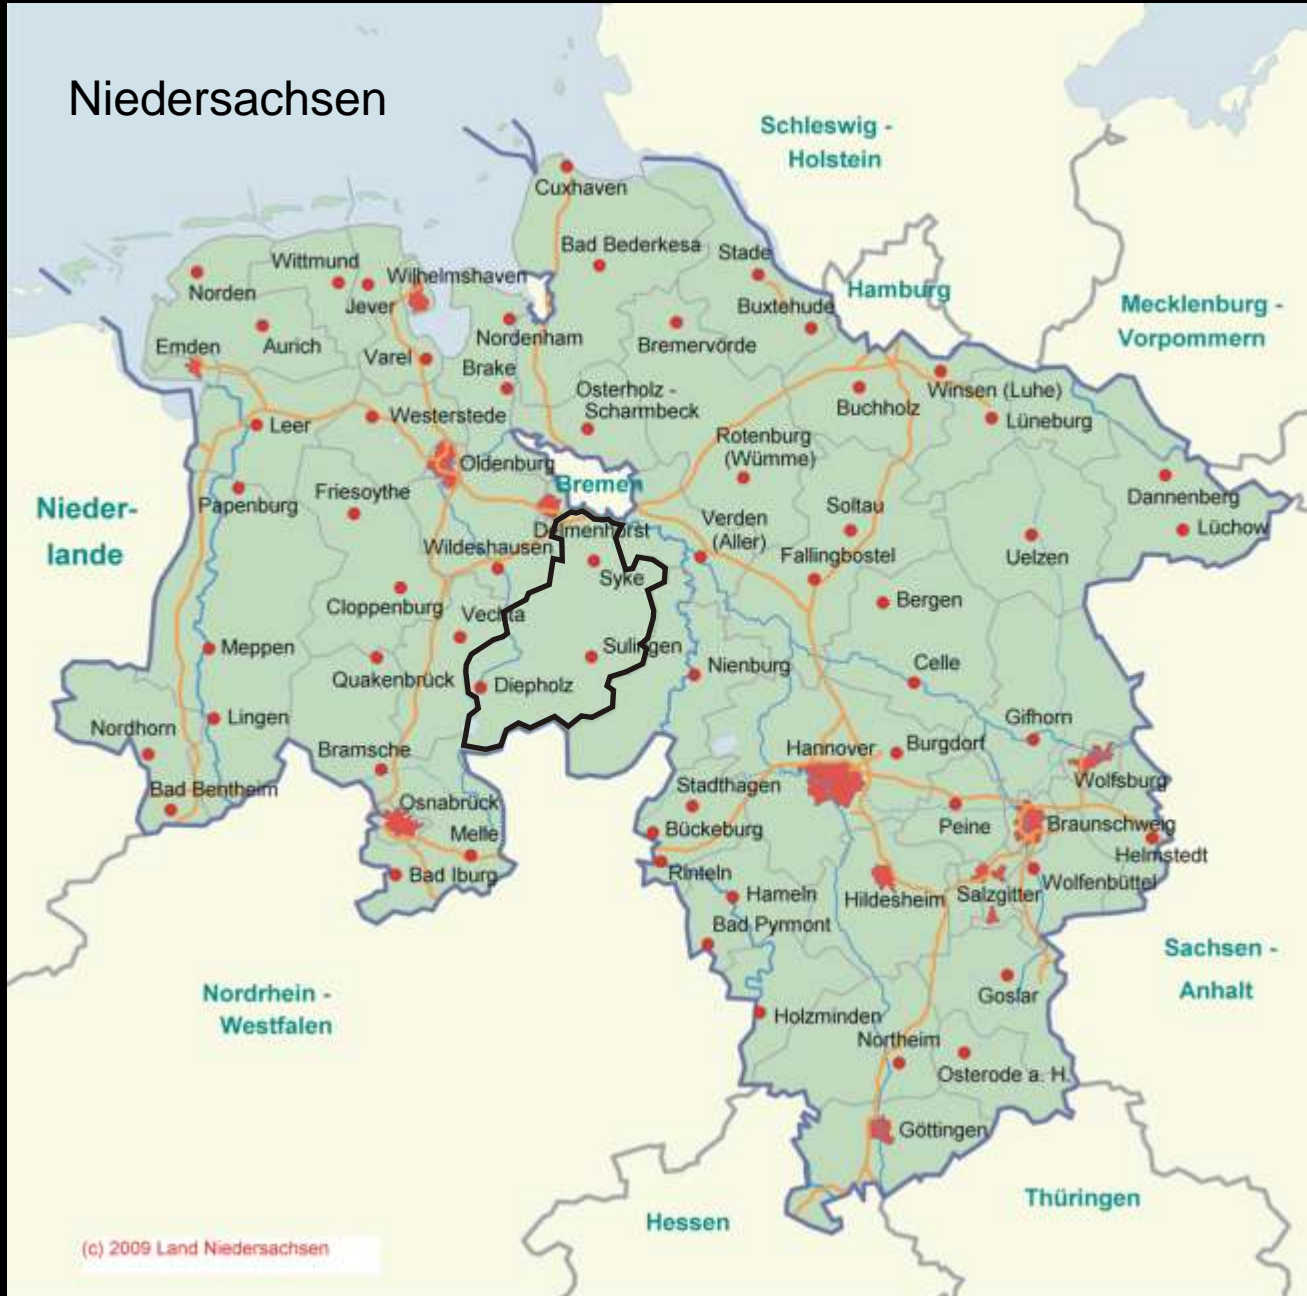 Niedersachsen
Schleswig -
Holstein
Cuxhaven
Bad Bederkesa
Stade
Wittmund
Wilhelmshaven
Hamburg
Norden
Jever
Buxtehude
Mecklenburg -
Vorpommern
Emden
Aurich
Varel
Nordenham
Bremervörde
Brake
Osterholz -
Scharmbeck
Winsen (Luhe)
Buchholz
Lüneburg
Leer
Westerstede
Rotenburg
(Wümme)
Oldenburg
Bremen
Nieder-
lande
Papenburg
Friesoythe
Dannenberg
Soltau
Verden
(Aller)
Delmenhorst
Lüchow
Wildeshausen
Fallingbostel
Uelzen
Syke
Cloppenburg
Vechta
Bergen
Meppen
Sulingen
Nienburg
Celle
Quakenbrück
Diepholz
Lingen
Nordhorn
Gifhorn
Bramsche
Hannover
Burgdorf
Bad Bentheim
Stadthagen
Wolfsburg
Osnabrück
Melle
Bückeburg
Peine
Braunschweig
Helmstedt
Bad Iburg
Rinteln
Hameln
Hildesheim
Salzgitter
Wolfenbüttel
Bad Pyrmont
Sachsen -
Anhalt
Nordrhein -
Westfalen
Goslar
Holzminden
Northeim
Osterode a. H.
Göttingen
Thüringen
Hessen
(c) 2009 Land Niedersachsen